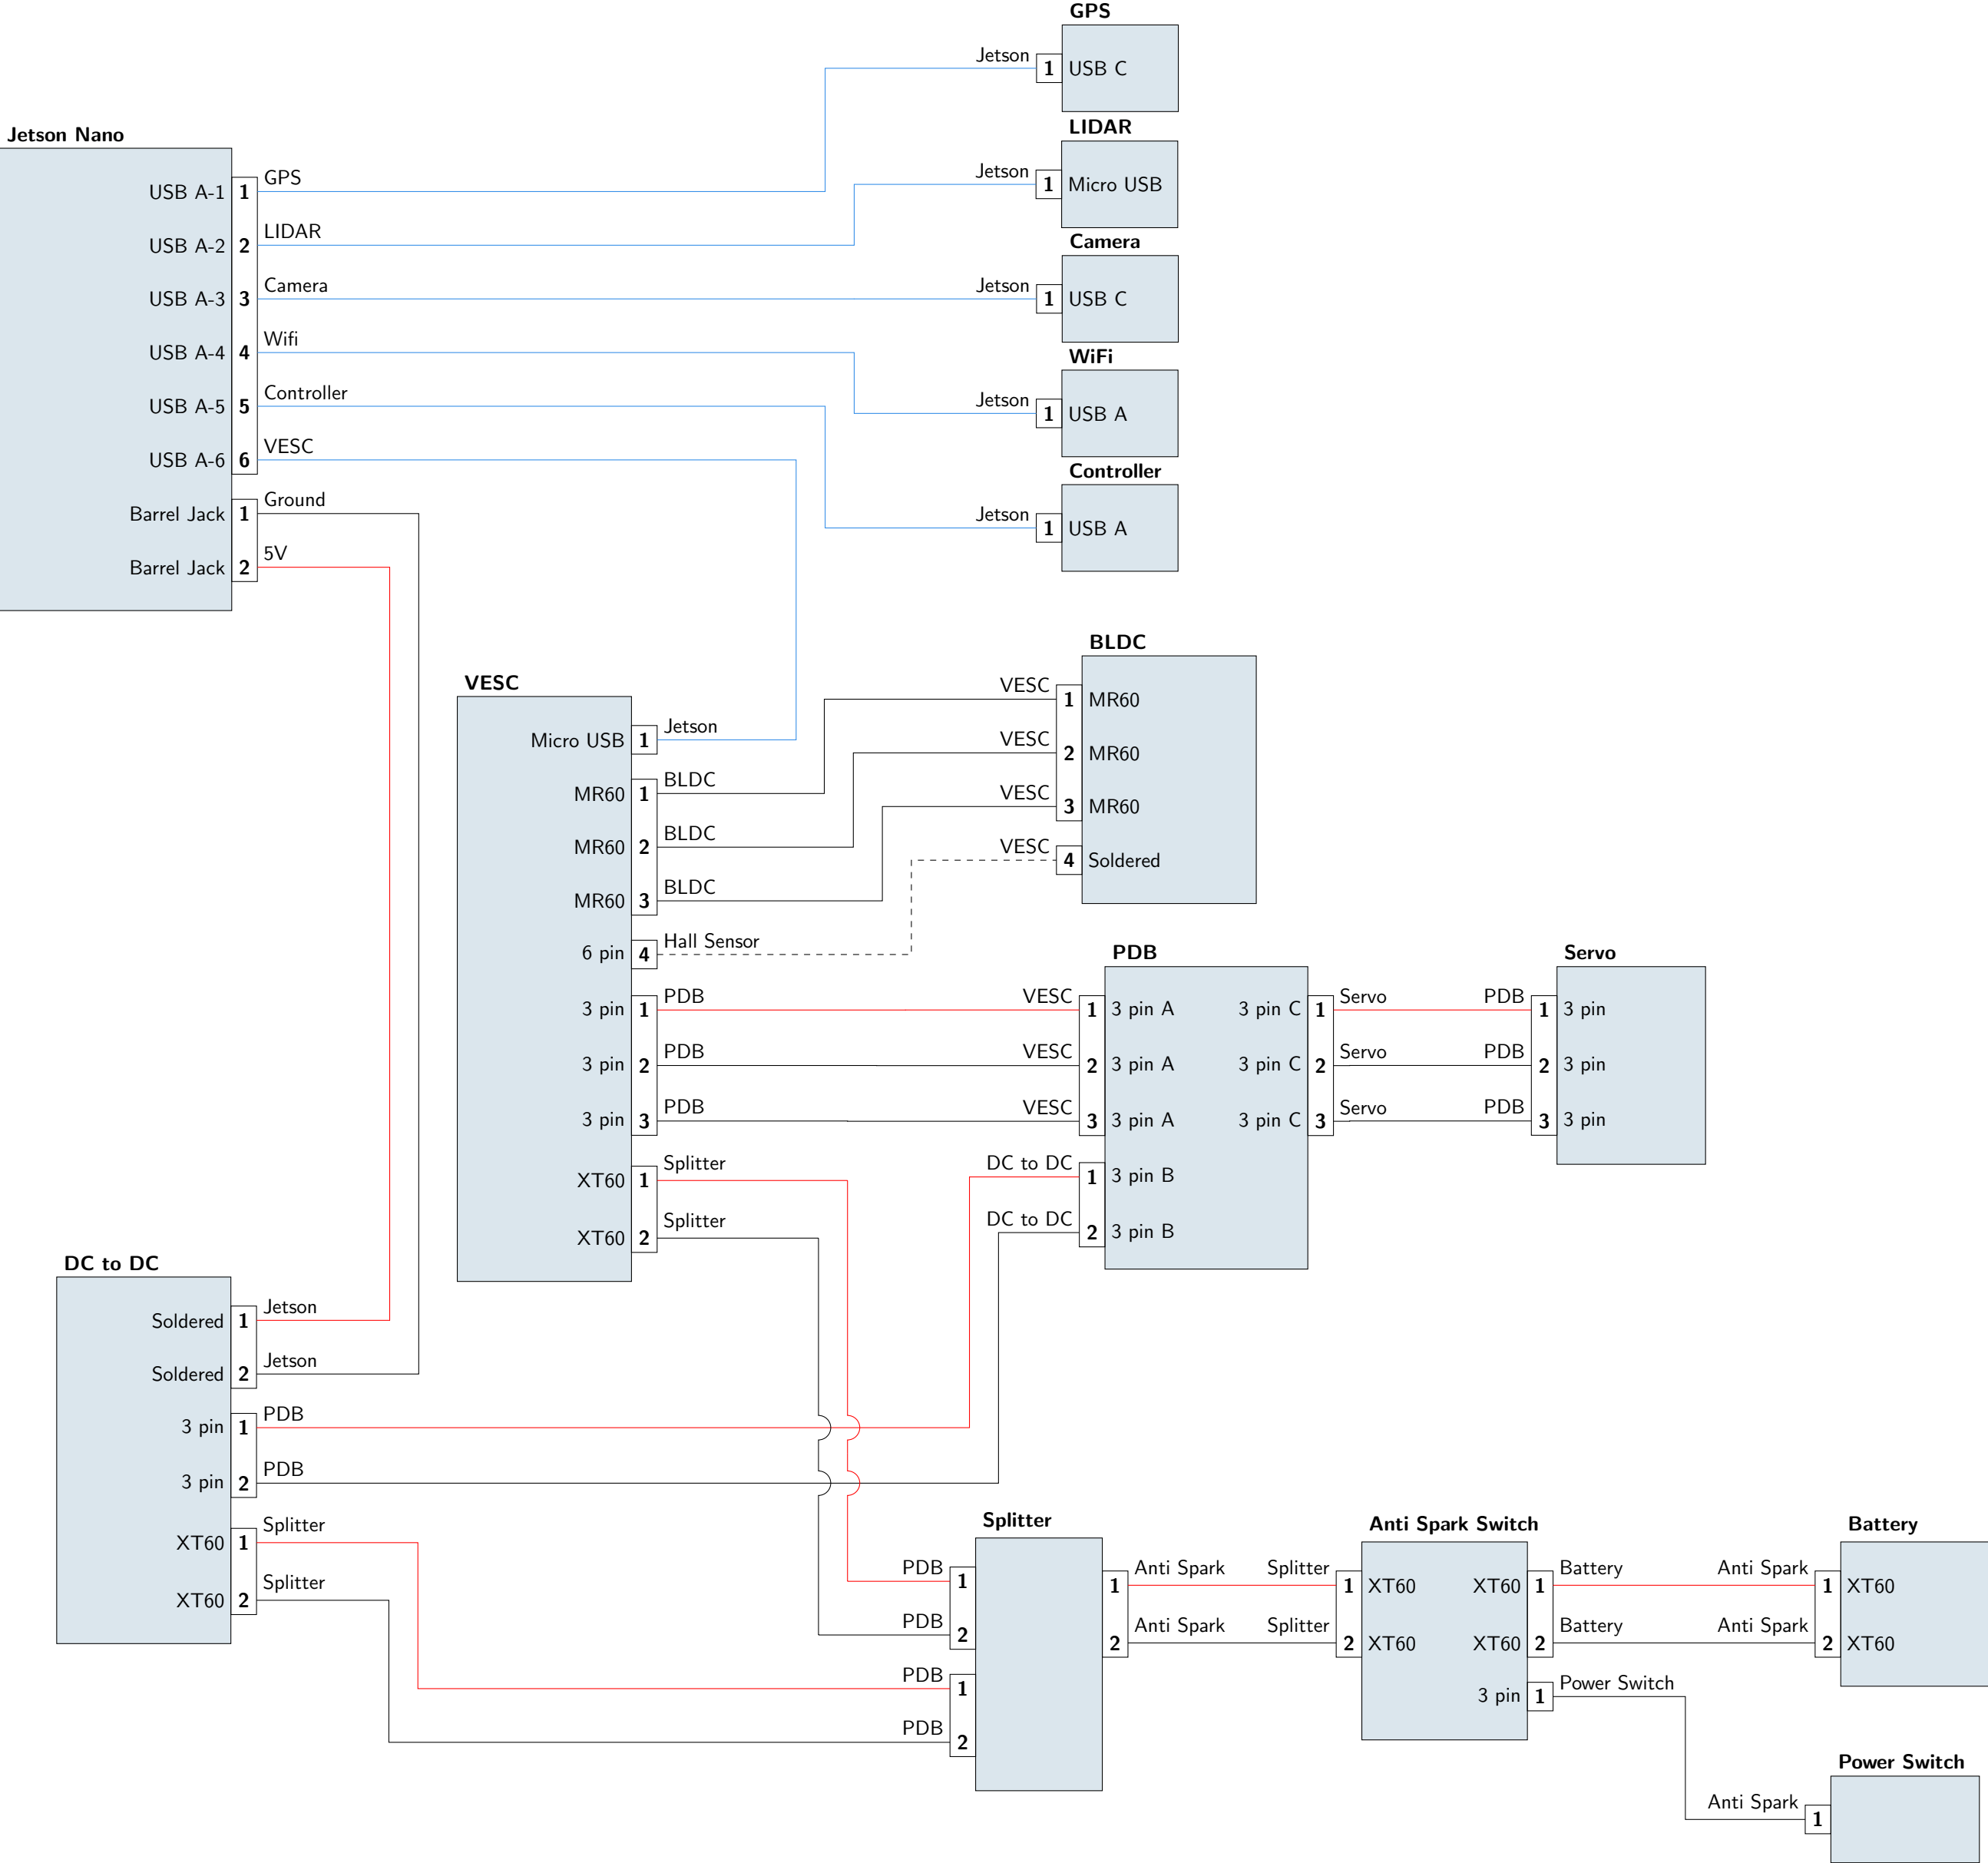 GPS
Jetson
1
USB C
LIDAR
Jetson
1
Micro USB
Camera
Jetson
1
USB C
WiFi
Jetson
1
USB A
Controller
Jetson
1
USB A
Jetson Nano
USB A-1
1
GPS
USB A-2
2
LIDAR
USB A-3
3
Camera
USB A-4
4
Wifi
USB A-5
5
Controller
USB A-6
6
VESC
Barrel Jack
1
Ground
Barrel Jack
2
5V
VESC
Micro USB
1
Jetson
MR60
1
BLDC
MR60
2
BLDC
MR60
3
BLDC
6 pin
4
Hall Sensor
3 pin
1
PDB
3 pin
2
PDB
3 pin
3
PDB
XT60
1
Splitter
XT60
2
Splitter
BLDC
VESC
1
MR60
VESC
2
MR60
VESC
3
MR60
VESC
4
Soldered
PDB
VESC
1
3 pin A
3 pin C
1
Servo
VESC
2
3 pin A
3 pin C
2
Servo
VESC
3
3 pin A
3 pin C
3
Servo
DC to DC
1
3 pin B
DC to DC
2
3 pin B
Servo
PDB
1
3 pin
PDB
2
3 pin
PDB
3
3 pin
DC to DC
Soldered
1
Jetson
Soldered
2
Jetson
3 pin
1
PDB
3 pin
2
PDB
XT60
1
Splitter
XT60
2
Splitter
Splitter
PDB
1
PDB
2
PDB
1
PDB
2
1
Anti Spark
2
Anti Spark
Anti Spark Switch
Splitter
1
XT60
XT60
1
Battery
Splitter
2
XT60
XT60
2
Battery
3 pin
1
Power Switch
Battery
Anti Spark
1
XT60
Anti Spark
2
XT60
Power Switch
Anti Spark
1